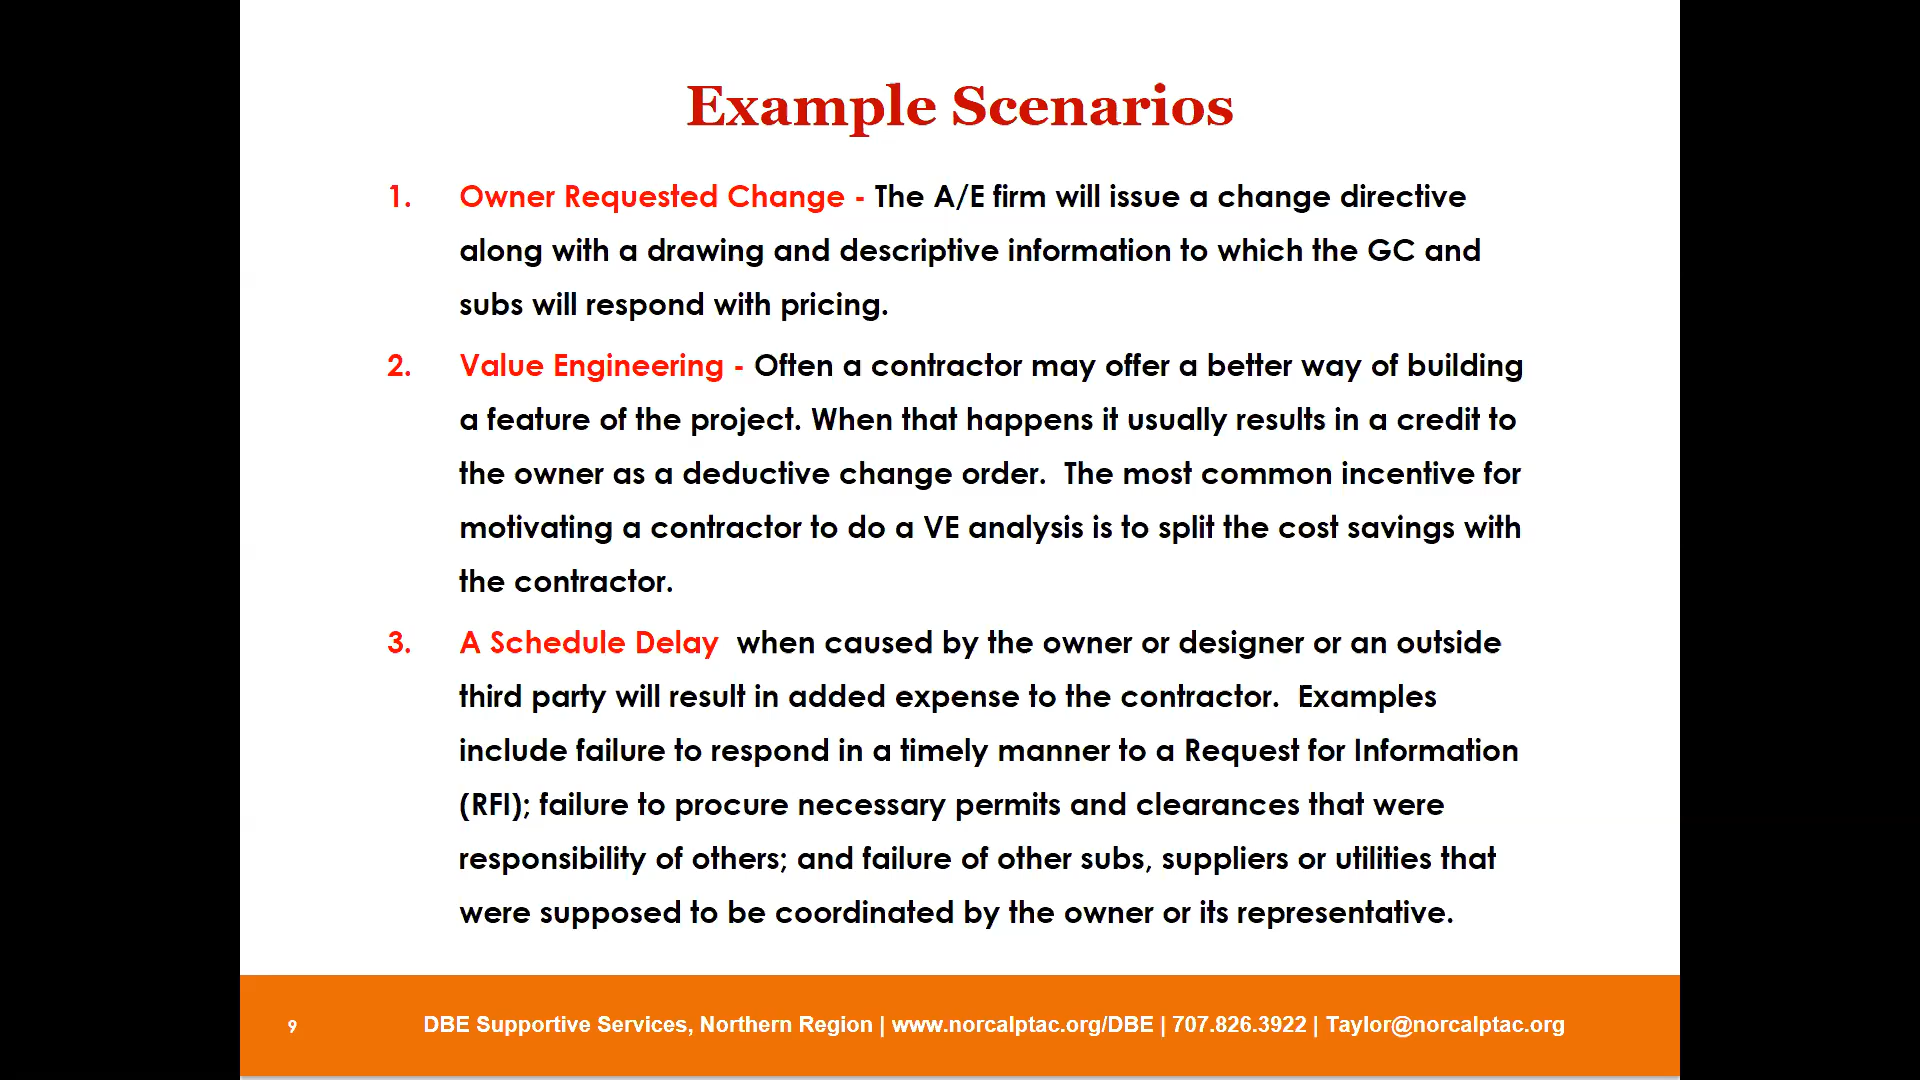 Example Scenarios
1. Owner Requested Change - The A/E firm will issue a change directive
along with a drawing and descriptive information to which the GC and
subs will respond with pricing.
2. Value Engineering - Often a contractor may offer a better way of building
a feature of the project. When that happens it usually results in a credit to
the owner as a deductive change order.  The most common incentive for
motivating a contractor to do a VE analysis is to split the cost savings with
the contractor.
3. A Schedule Delay  when caused by the owner or designer or an outside
third party will result in added expense to the contractor.  Examples
include failure to respond in a timely manner to a Request for Information
(RFI); failure to procure necessary permits and clearances that were
responsibility of others; and failure of other subs, suppliers or utilities that
were supposed to be coordinated by the owner or its representative.
9 DBE Supportive Services, Northern Region | www.norcalptac.org/DBE | 707.826.3922 | Taylor@norcalptac.org